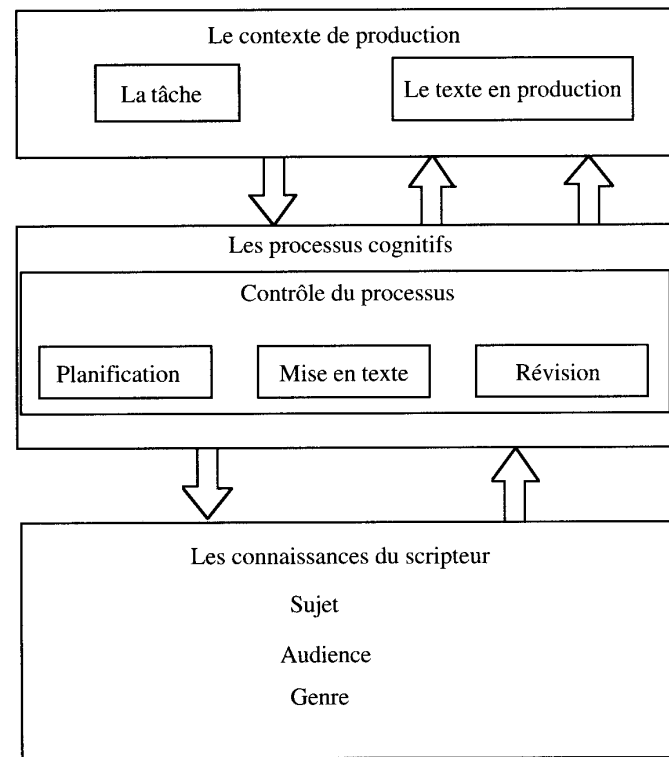 Le contexte de production
La tâche
Le texte en production
Les processus cognitifs
Contrôle du processus
Planification
Mise en texte
Révision
Les connaissances du scripteur
Sujet
Audience
Genre